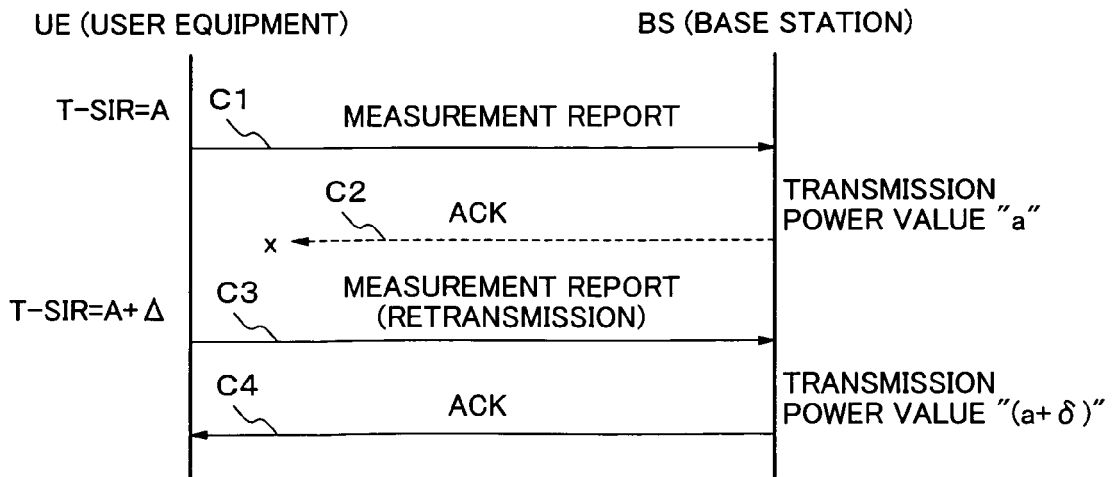 UE (USER EQUIPMENT)
BS (BASE STATION)
T-SIR=A
C1
MEASUREMENT REPORT
C2
ACK
x
TRANSMISSION
POWER VALUE "a"
T-SIR=A+Δ
C3
MEASUREMENT REPORT
(RETRANSMISSION)
C4
ACK
TRANSMISSION
POWER VALUE "(a+δ)"